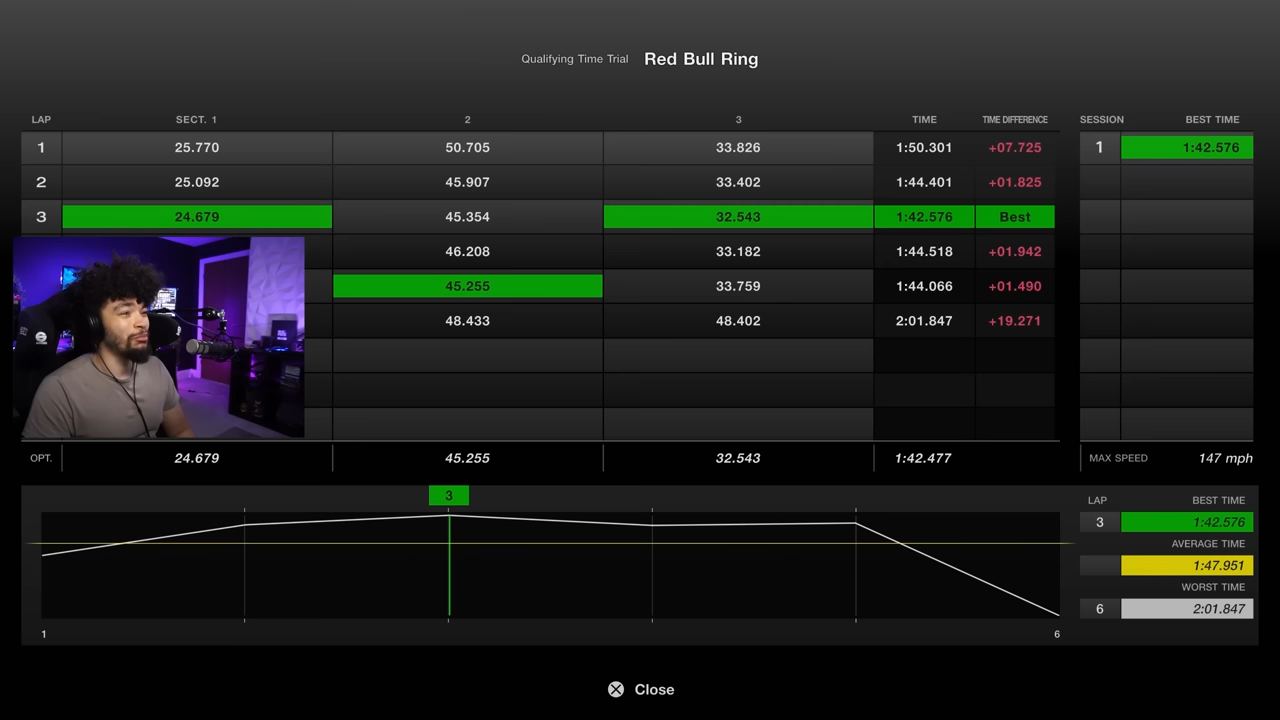 Qualifying Time Trial Red Bull Ring
LAP SECT. 1 2 3 TIME TIME DIFFERENCE SESSION BEST TIME
1 25.770 50.705 33.826 1:50.301 +07.725 1 1:42.576
2 25.092 45.907 33.402 1:44.401 +01.825
3 24.679 45.354 32.543 1:42.576 Best
46.208 33.182 1:44.518 +01.942
45.255 33.759 1:44.066 +01.490
48.433 48.402 2:01.847 +19.271
OPT. 24.679 45.255 32.543 1:42.477 MAX SPEED 147 mph
3
LAP BEST TIME
3 1:42.576
AVERAGE TIME
1:47.951
WORST TIME
6 2:01.847
1 6
Close